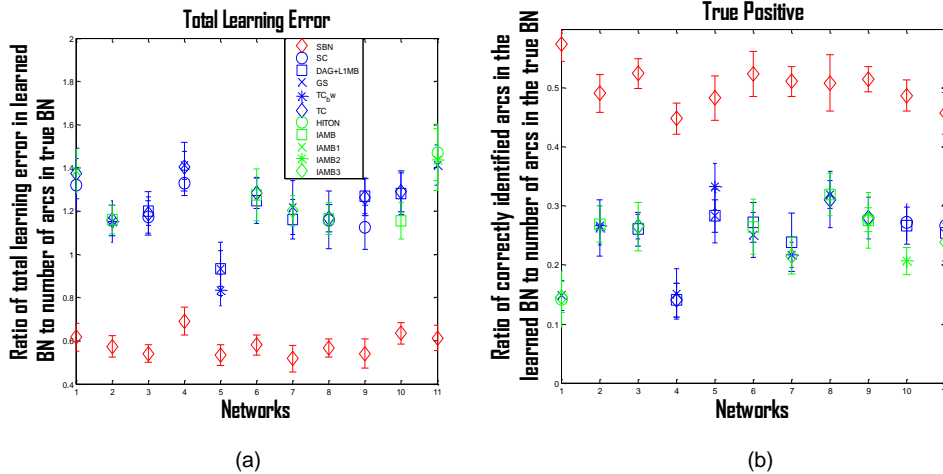 Total Learning Error
Ratio of total learning error in learned
BN to number of arcs in true BN
2
1.8
1.6
1.4
1.2
1
0.8
0.6
0.4
SBN
SC
DAG+L1MB
GS
TC_bw
TC
HITON
IAMB
IAMB1
IAMB2
IAMB3
1 2 3 4 5 6 7 8 9 10 11
Networks
(a)
True Positive
Ratio of correctly identified arcs in the
learned BN to number of arcs in the true BN
0.6
0.5
0.4
0.3
0.2
0.1
0
1 2 3 4 5 6 7 8 9 10 11
Networks
(b)